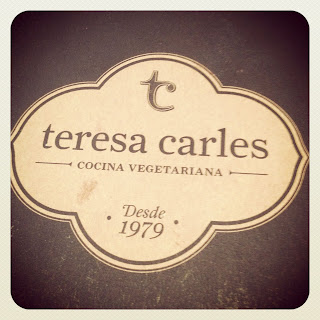 tc
teresa carles
COCINA VEGETARIANA
Desde
1979